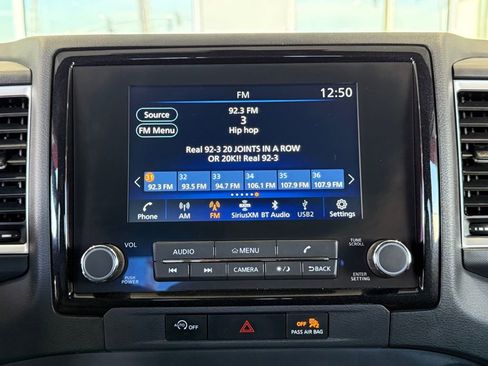 FM 12:50
Source
FM Menu
92.3 FM
3
Hip hop
Real 92-3 20 JOINTS IN A ROW
OR 20K!! Real 92-3
31 32 33 34 35 36
92.3 FM 93.5 FM 94.7 FM 106.1 FM 107.9 FM 107.9 FM
Phone AM FM SiriusXM BT Audio USB2 Settings
VOL
PUSH
POWER
AUDIO MENU
CAMERA BACK
TUNE
SCROLL
ENTER
SETTING
OFF
OFF
PASS AIR BAG